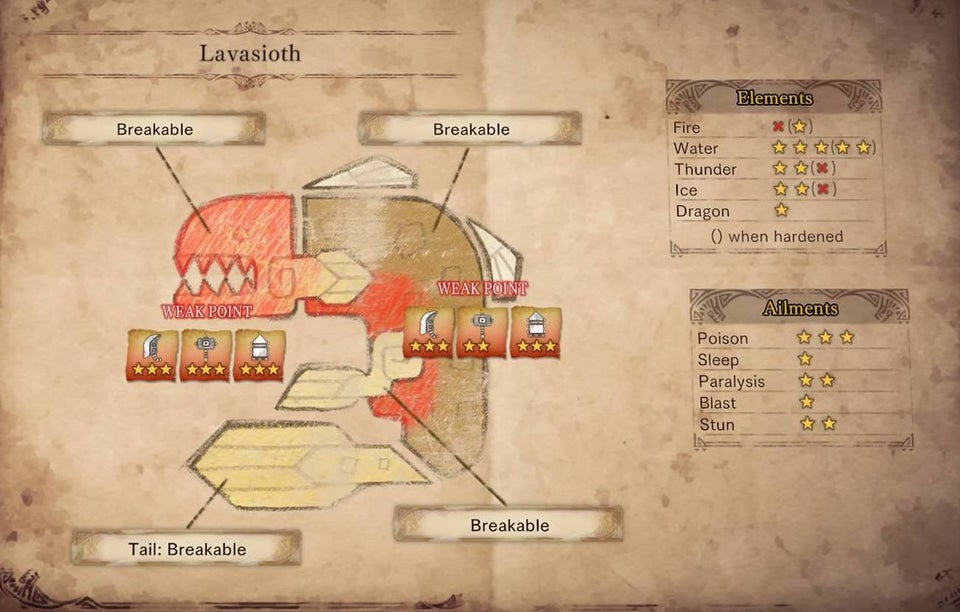 Lavasioth
Breakable
Breakable
WEAK POINT
WEAK POINT
Breakable
Tail: Breakable
Elements
Fire ✖(★)
Water ★★★(★★)
Thunder ★★(✖)
Ice ★★(✖)
Dragon ★
() when hardened
Ailments
Poison ★★★
Sleep ★
Paralysis ★★
Blast ★
Stun ★★